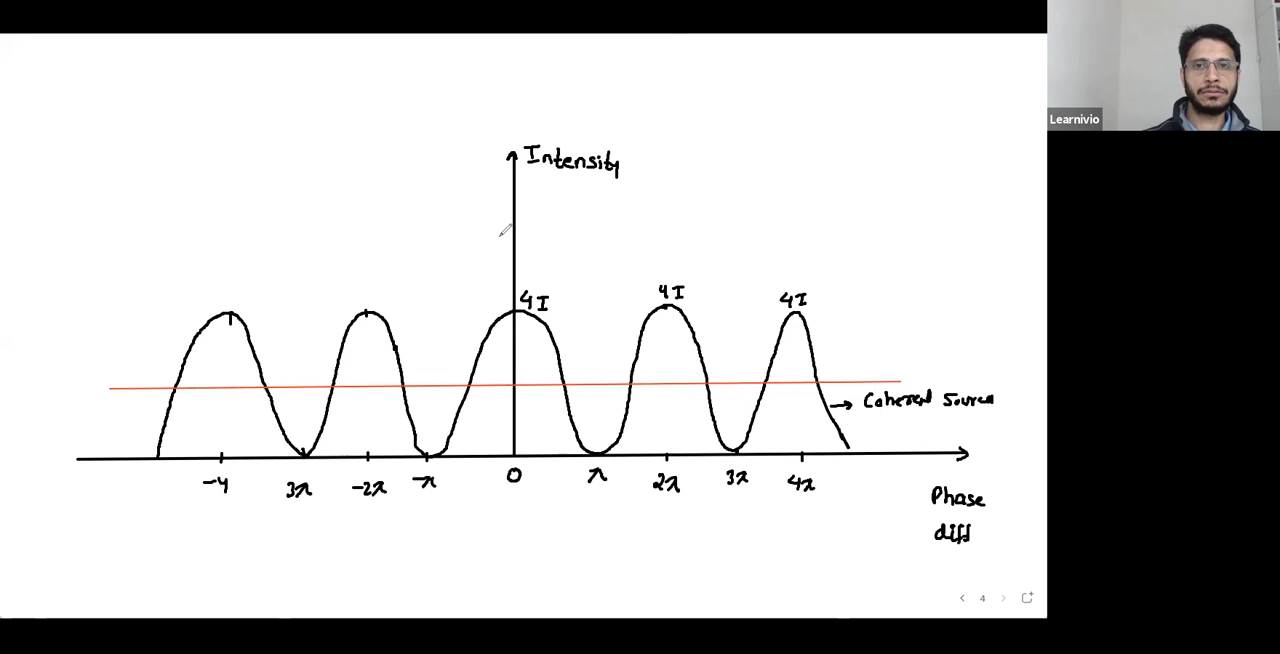 Learnivio
Intensity
4I
4I
4I
Coherent Source
-4 3π -2π -π 0 π 2π 3π 4π
Phase
diff
4